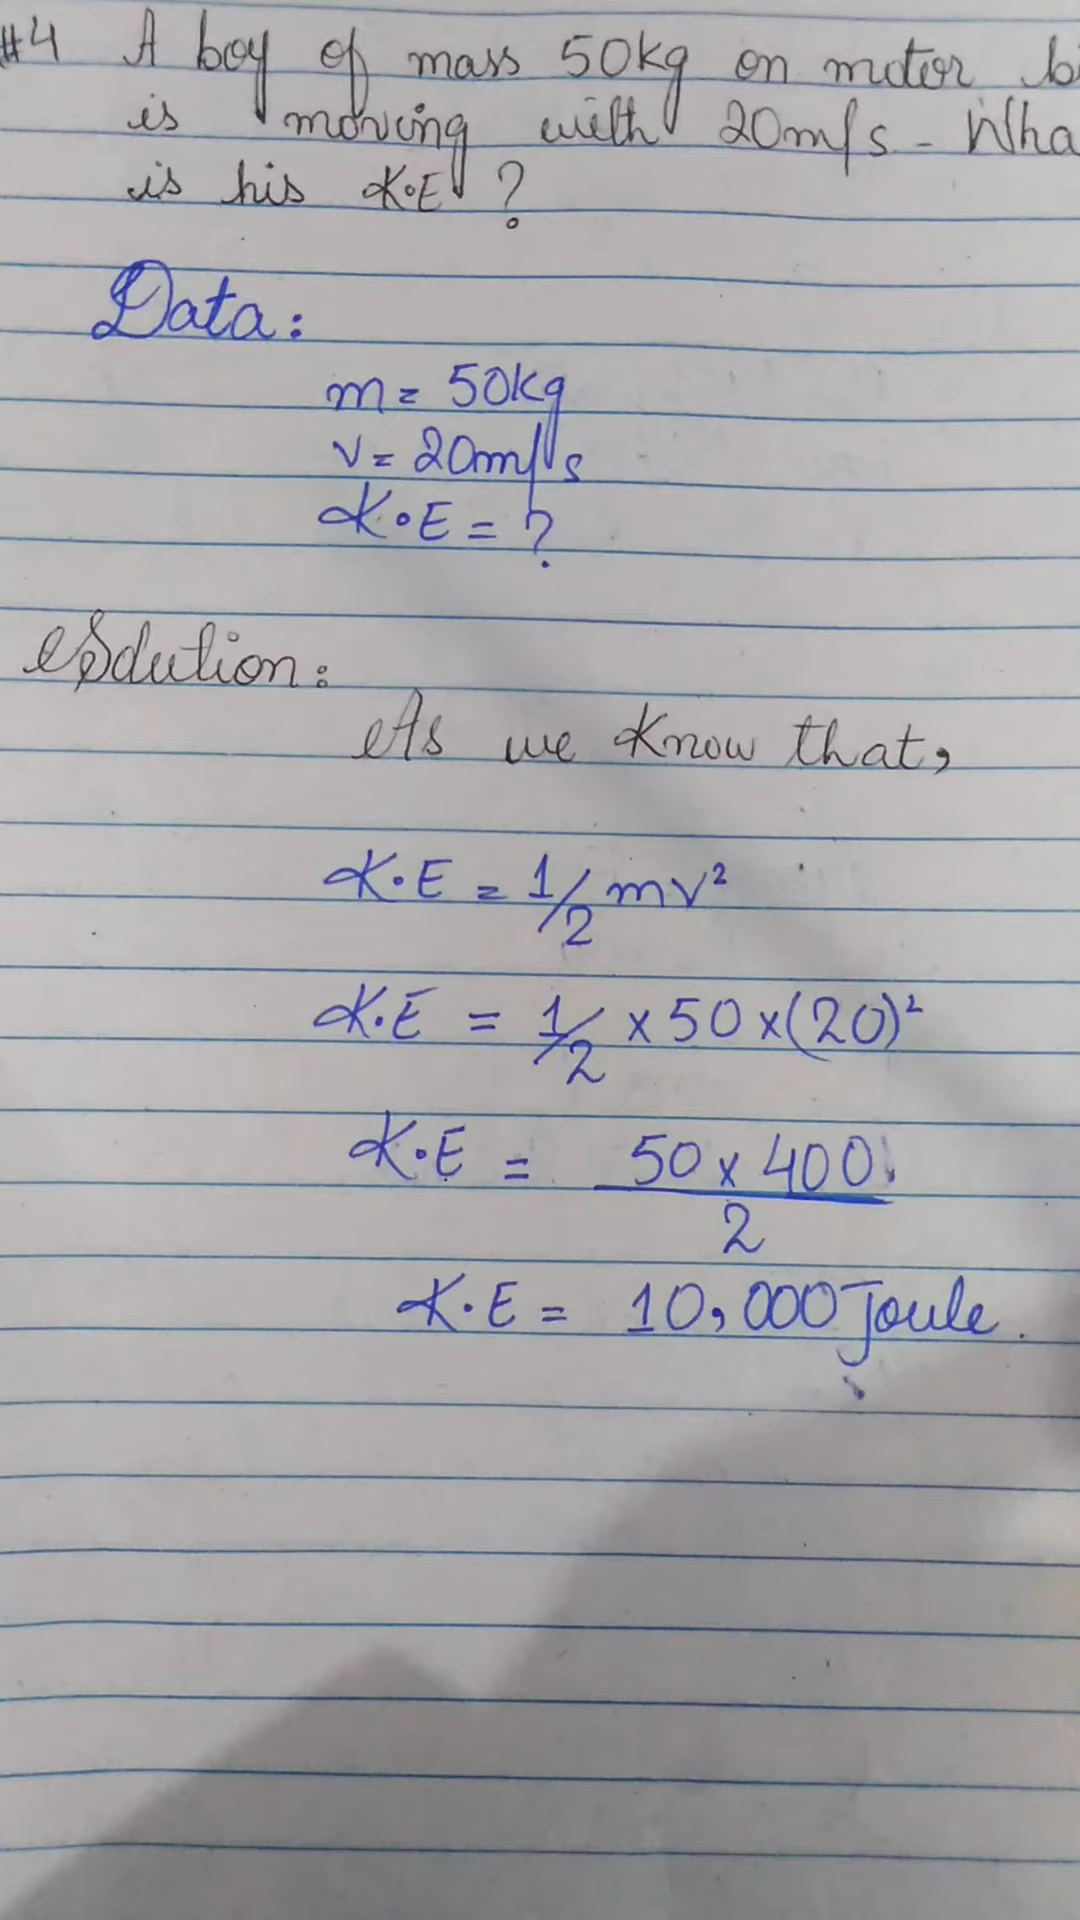 #4 A boy of mass 50kg on motor bi
is moving with 20m/s - Wha
is his K.E ?
Data:
m = 50kg
v = 20m/s
K.E = ?
Solution:
As we know that,
K.E = 1/2 mv²
K.E = 1/2 x 50 x (20)²
K.E = 50 x 400
2
K.E = 10,000 Joule.